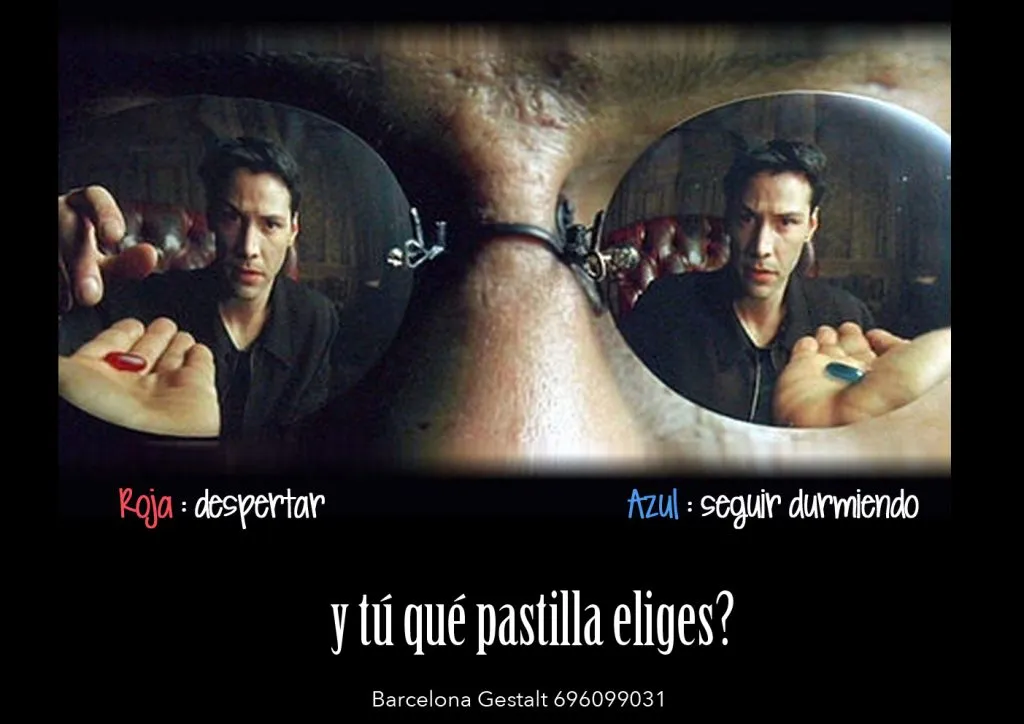 Roja : despertar
Azul : seguir durmiendo
y tú qué pastilla eliges?
Barcelona Gestalt 696099031